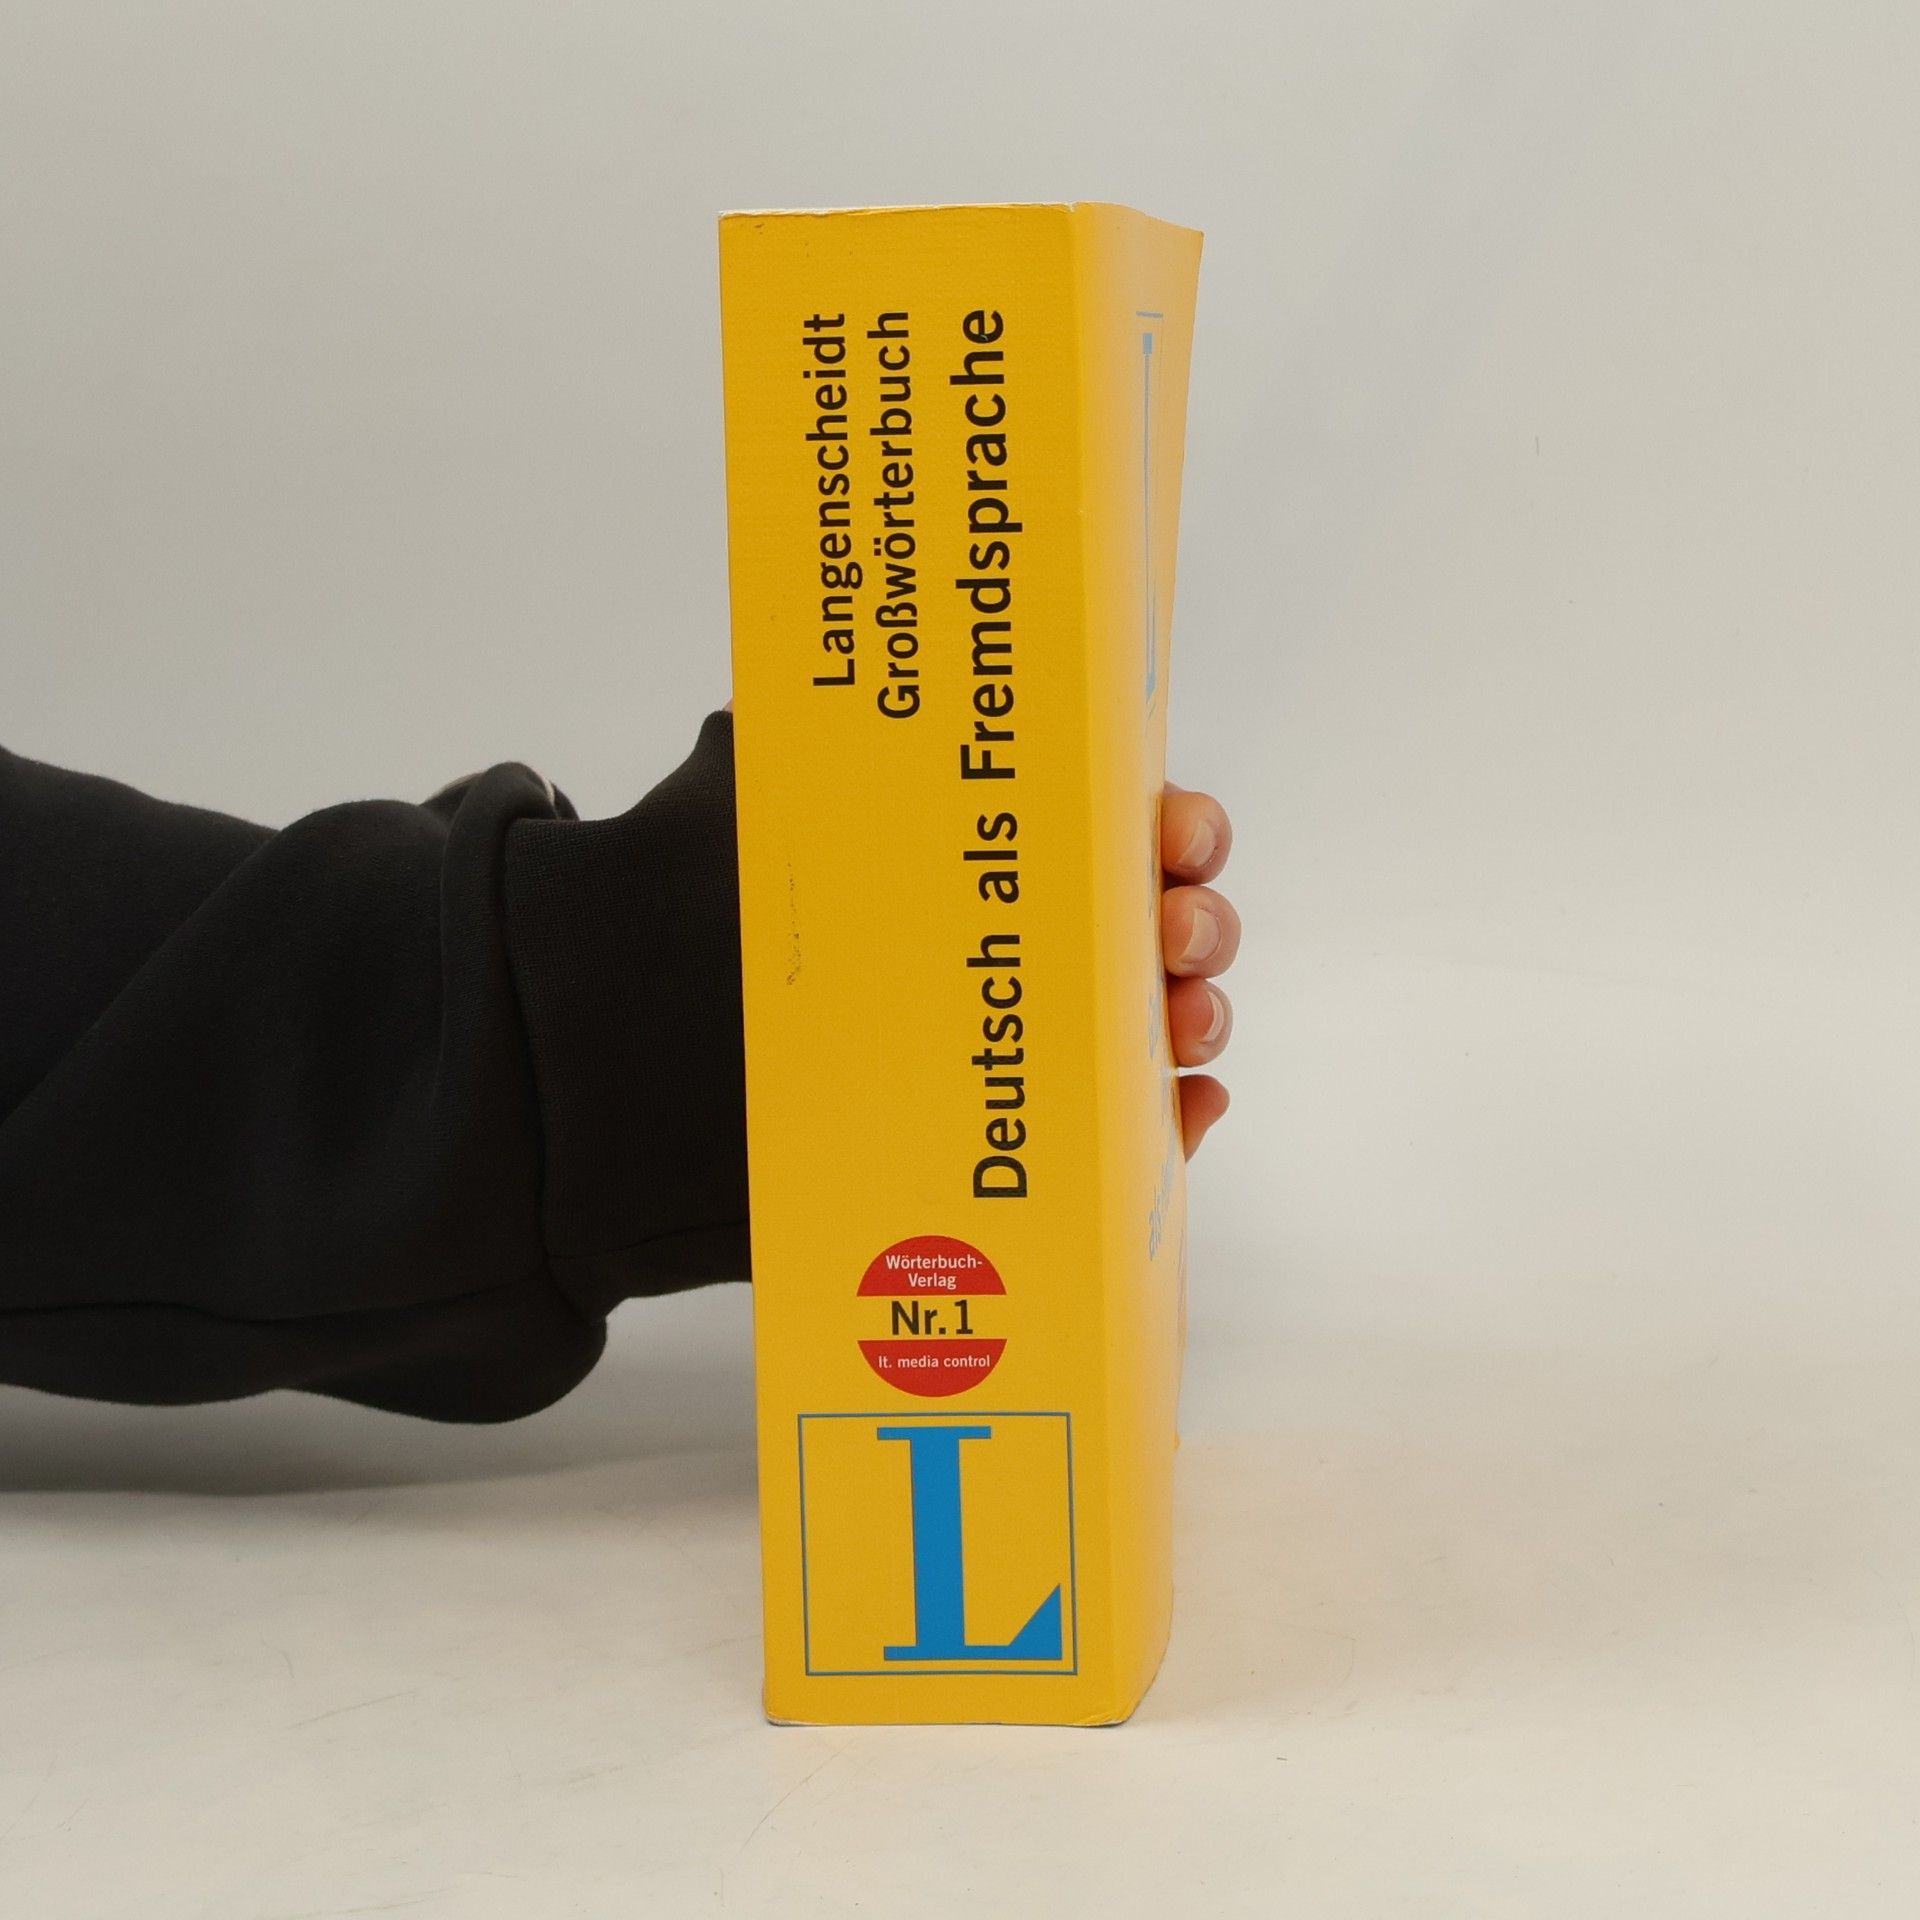 Langenscheidt
Großwörterbuch
Deutsch als Fremdsprache
Wörterbuch-
Verlag
Nr. 1
lt. media control
L